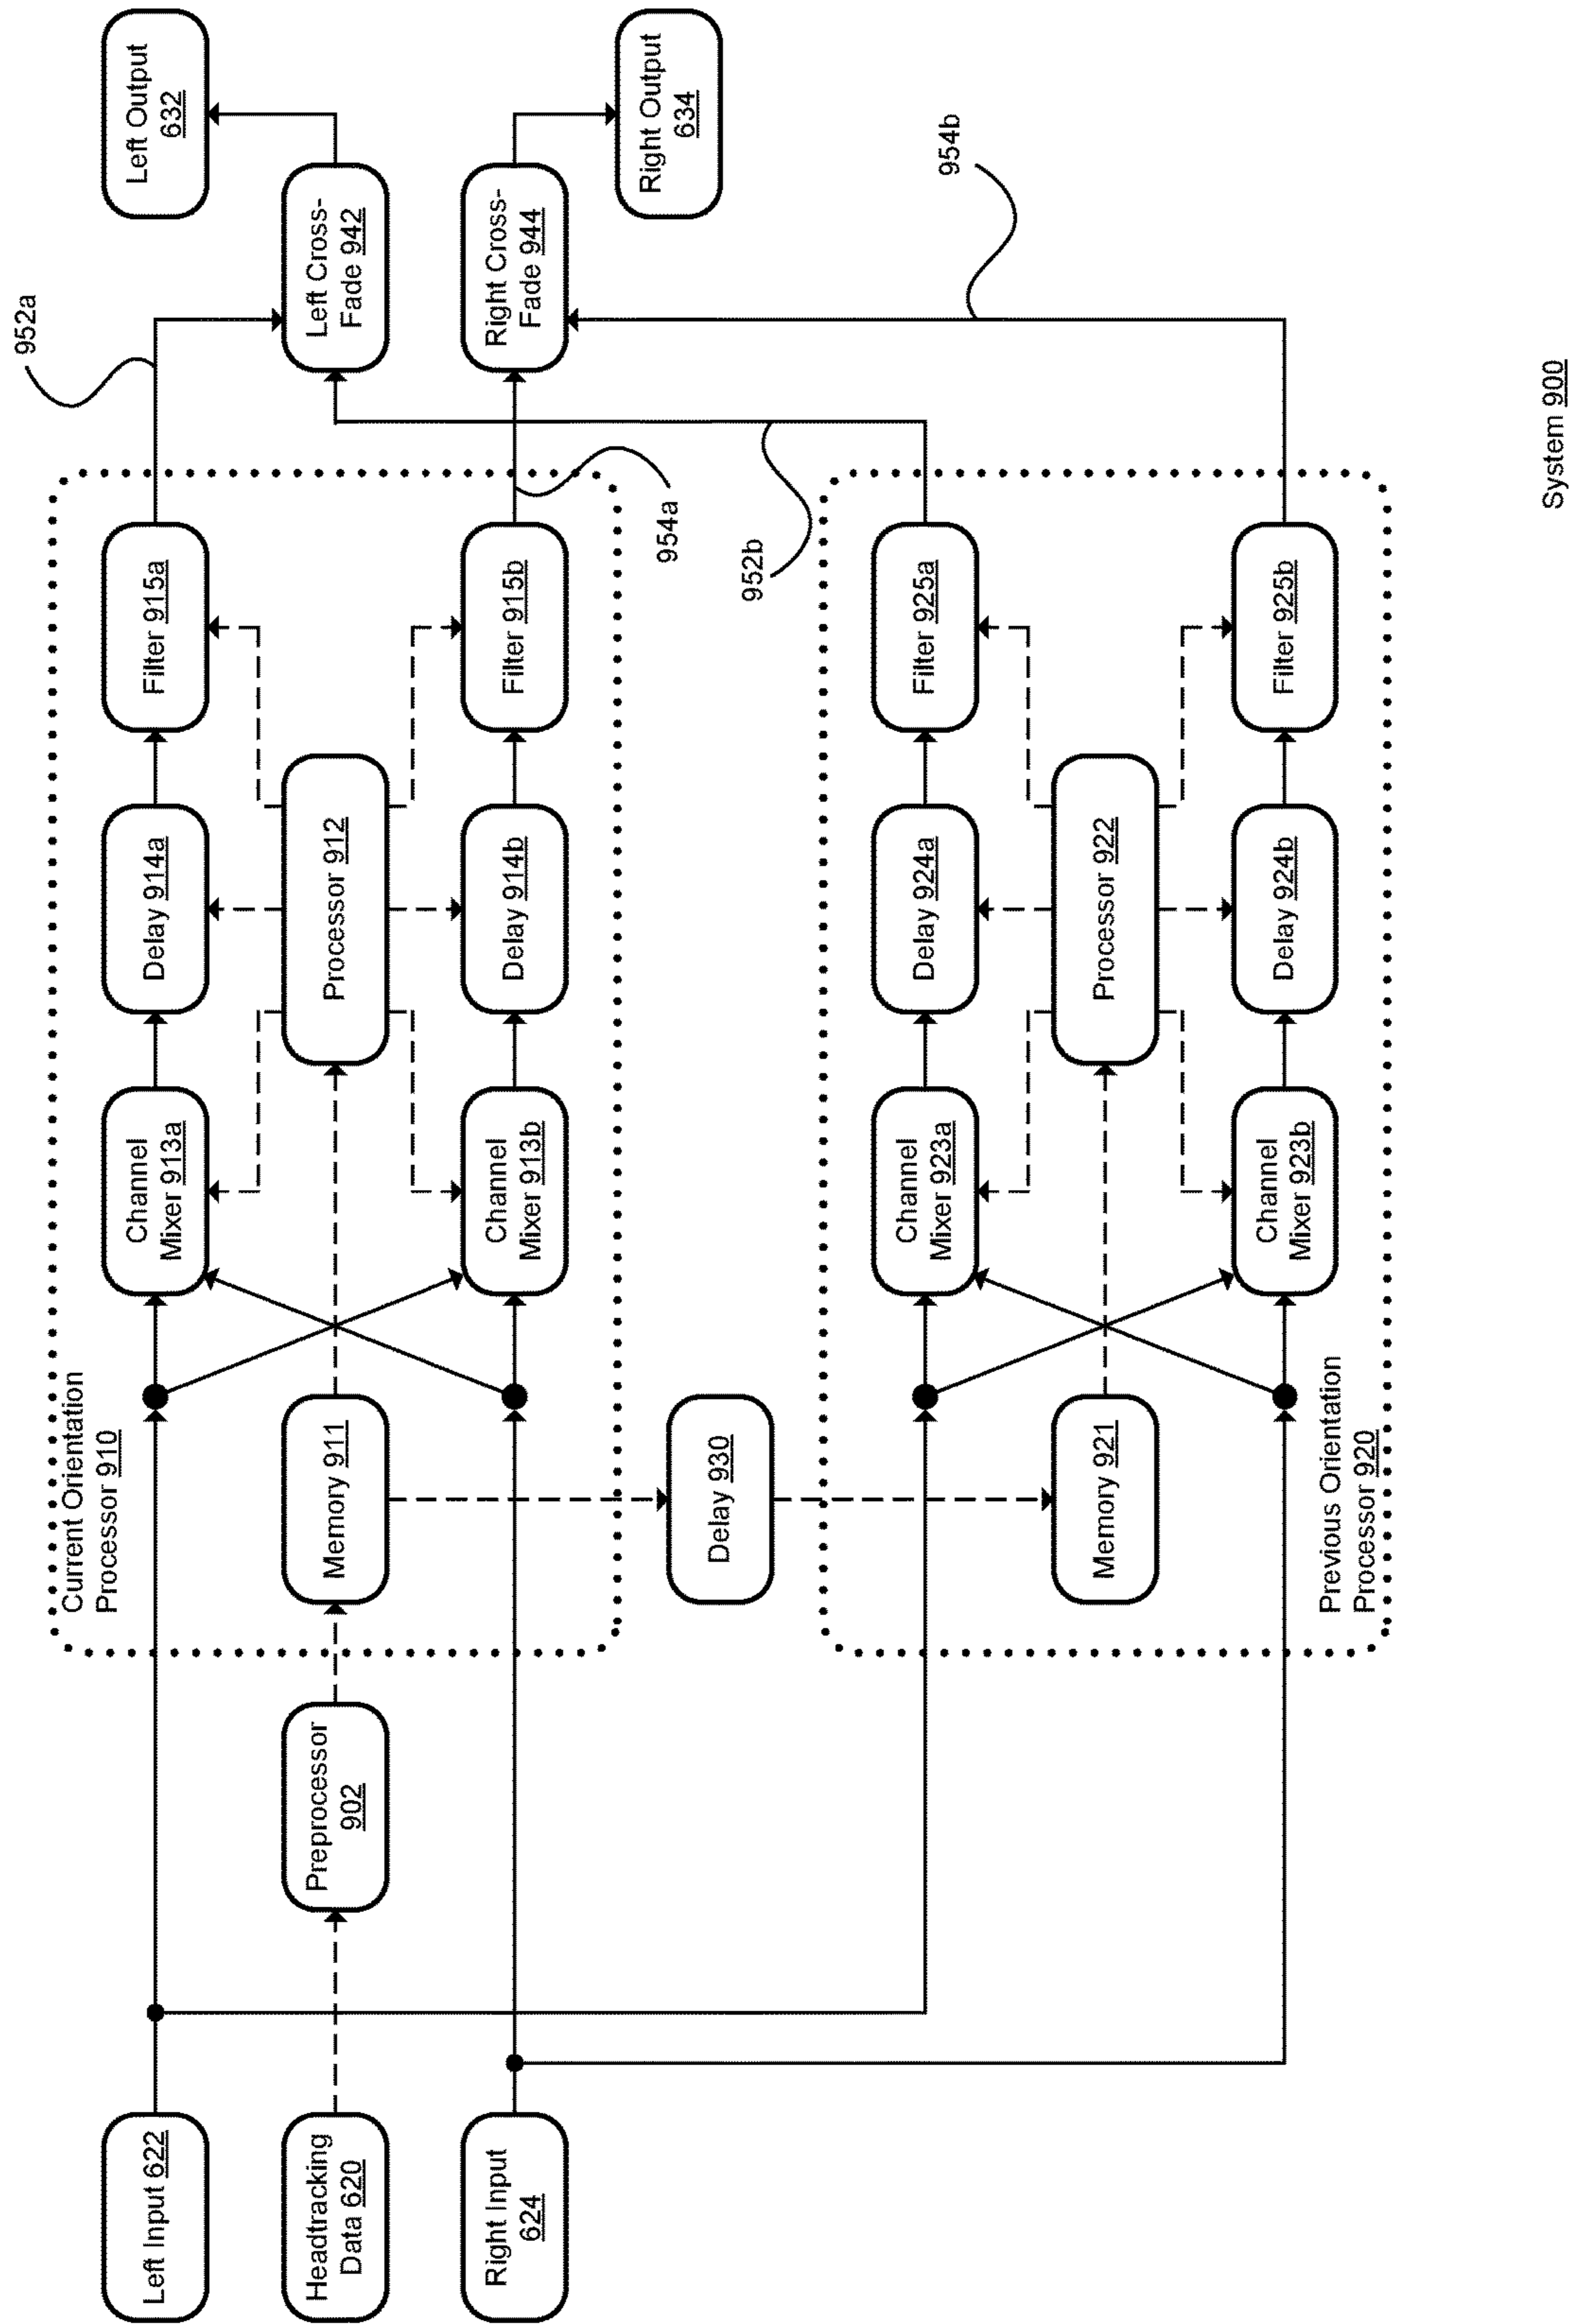 Left Input 622
Headtracking
Data 620
Right Input
624
Preprocessor
902
Current Orientation
Processor 910
Memory 911
Channel
Mixer 913a
Channel
Mixer 913b
Processor 912
Delay 914a
Delay 914b
Filter 915a
Filter 915b
Delay 930
Previous Orientation
Processor 920
Memory 921
Channel
Mixer 923a
Channel
Mixer 923b
Processor 922
Delay 924a
Delay 924b
Filter 925a
Filter 925b
952a
954a
952b
954b
Left Cross-
Fade 942
Right Cross-
Fade 944
Left Output
632
Right Output
634
System 900